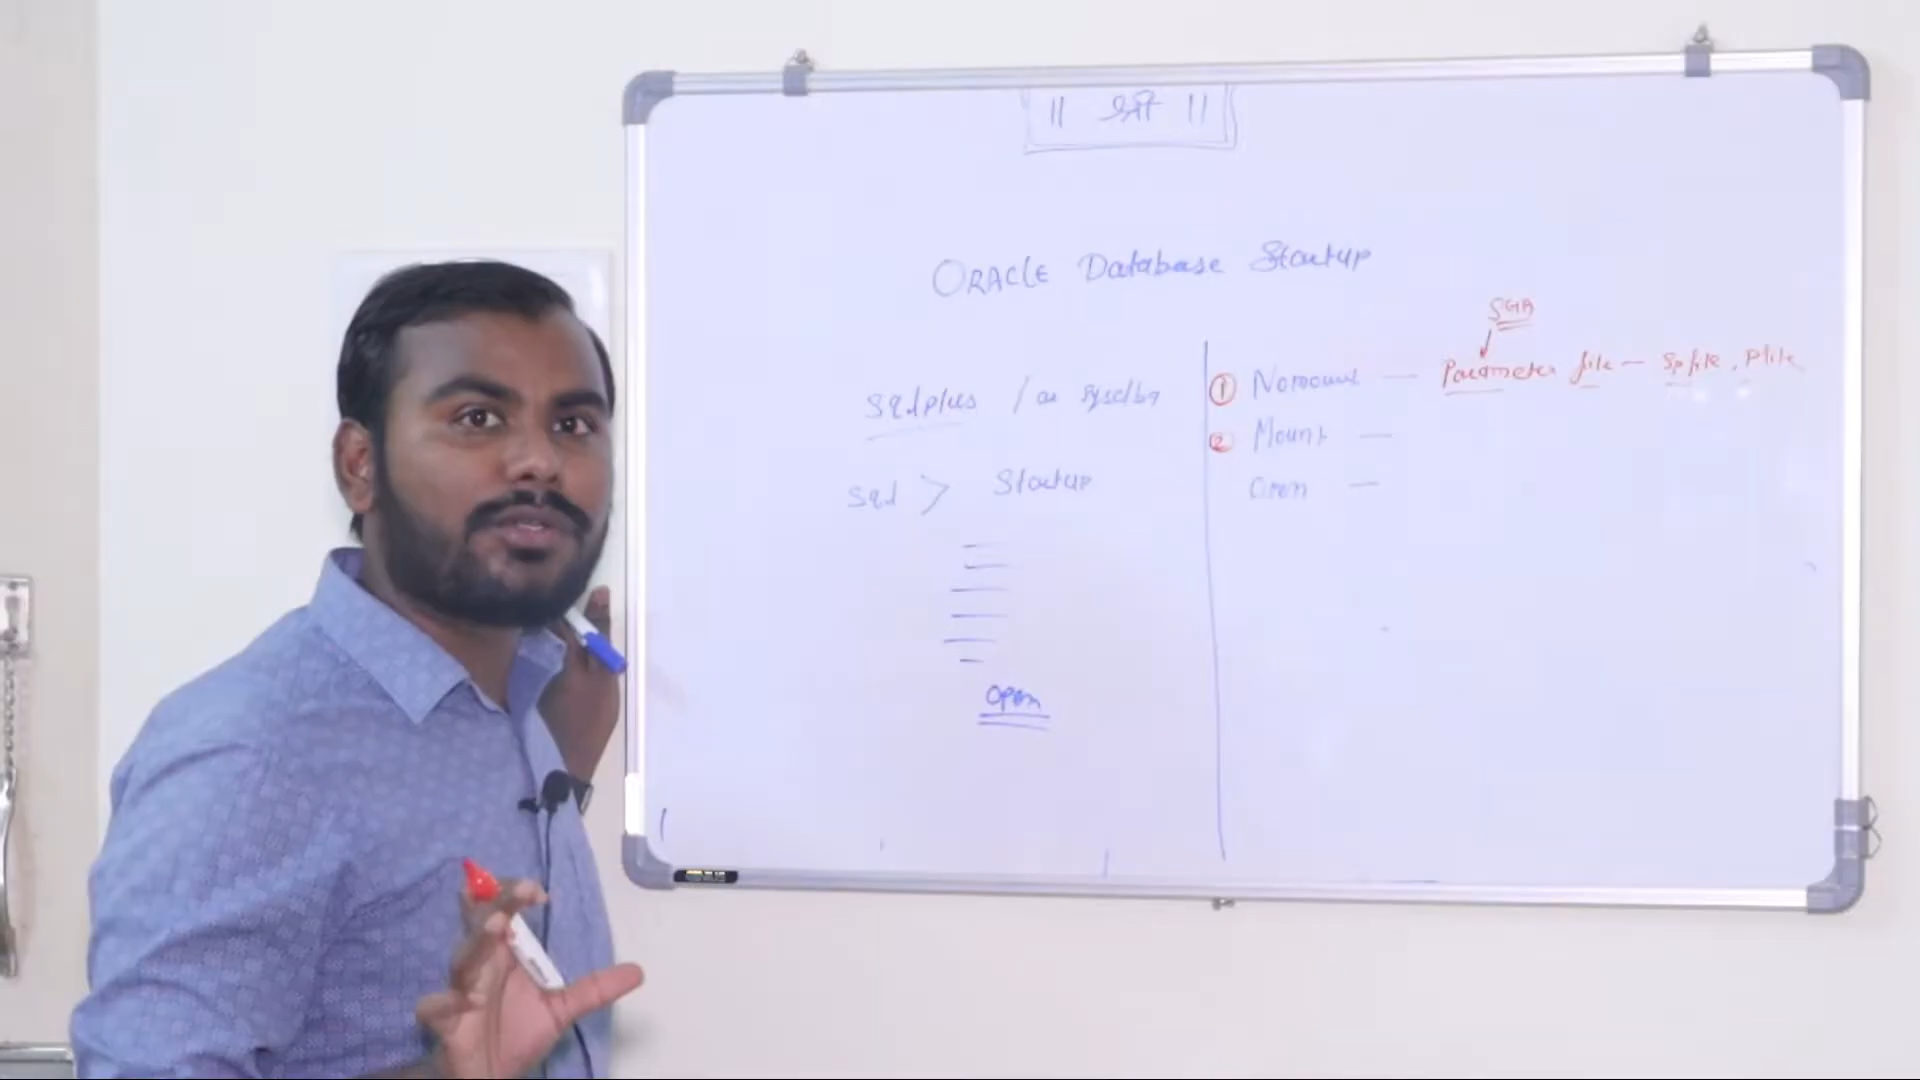 || श्री ||
ORACLE Database Startup
sqlplus / as sysdba
sql > Startup
open
SGA
① Nomount — Parameter file — Spfile, Pfile
② Mount —
Open —